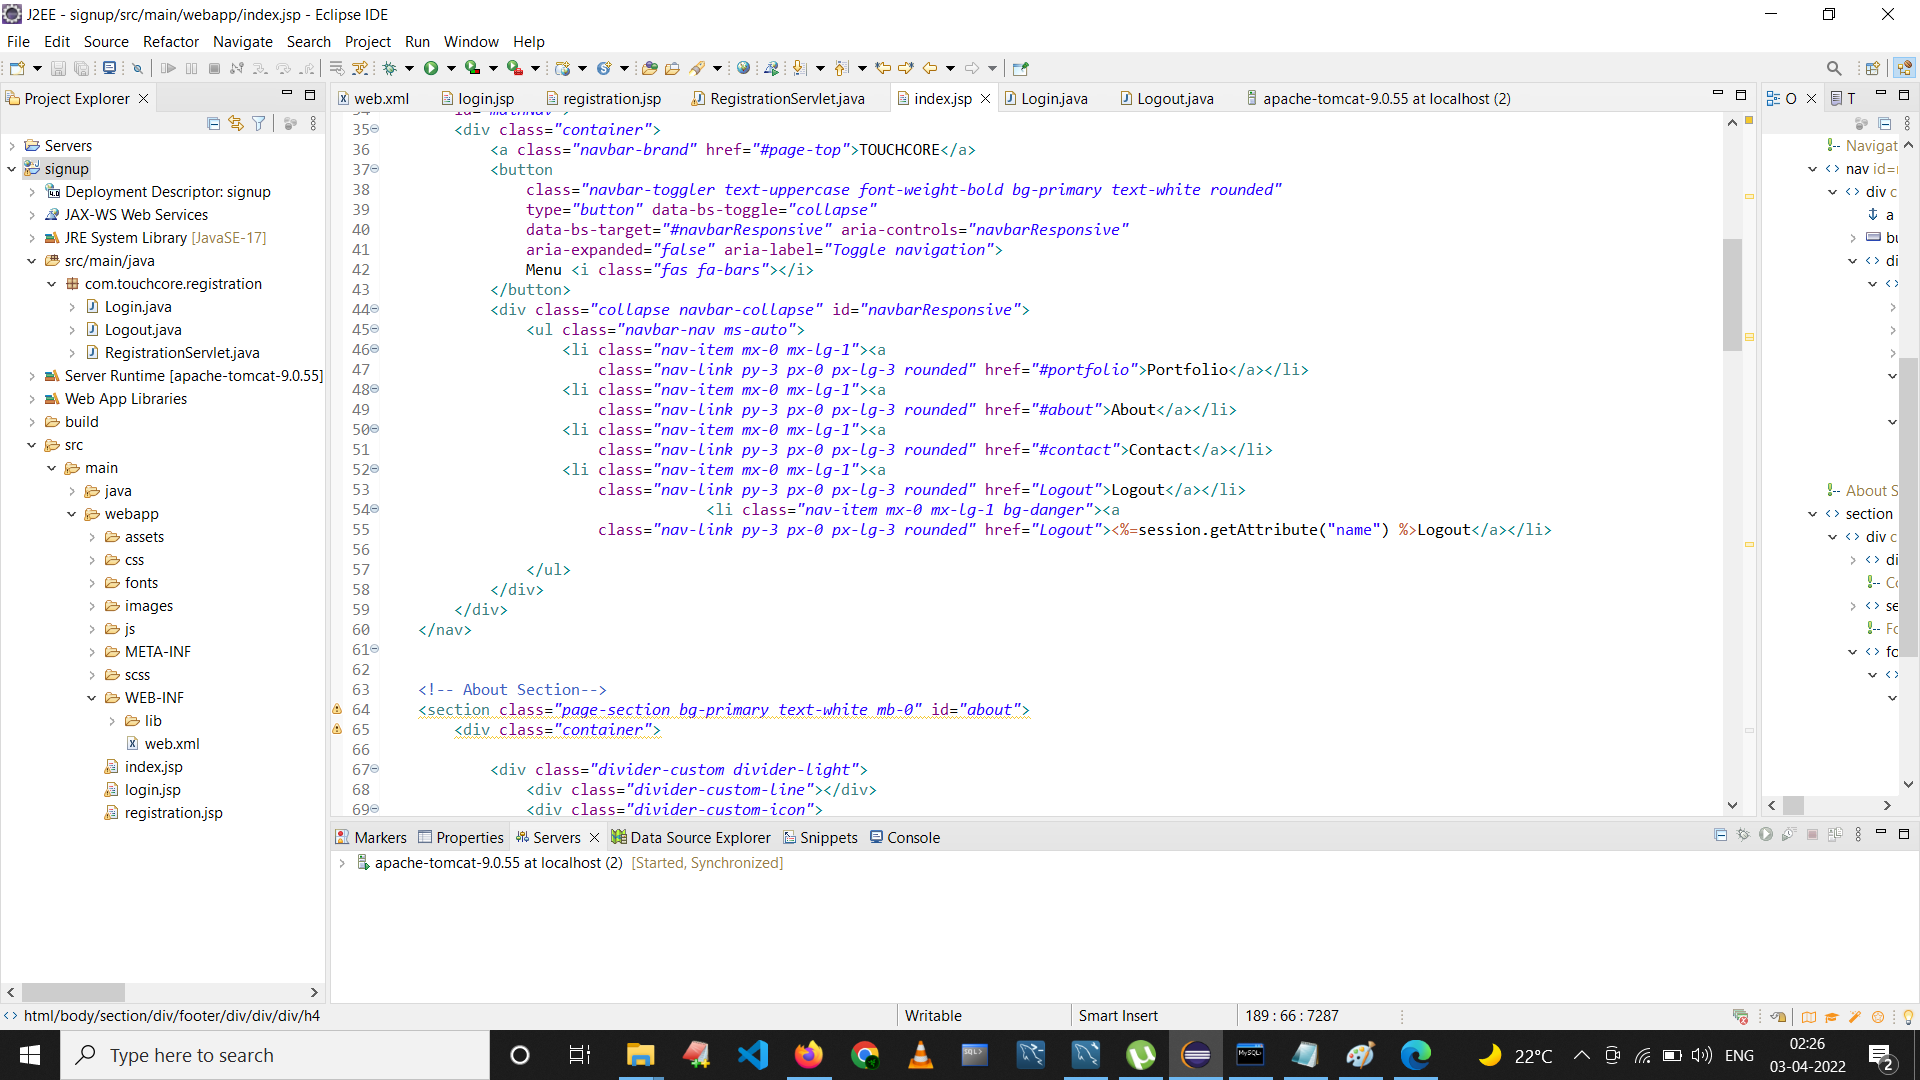 J2EE - signup/src/main/webapp/index.jsp - Eclipse IDE
File Edit Source Refactor Navigate Search Project Run Window Help
Project Explorer
web.xml login.jsp registration.jsp RegistrationServlet.java index.jsp Login.java Logout.java apache-tomcat-9.0.55 at localhost (2)
O T
Servers
signup
Deployment Descriptor: signup
JAX-WS Web Services
JRE System Library [JavaSE-17]
src/main/java
com.touchcore.registration
Login.java
Logout.java
RegistrationServlet.java
Server Runtime [apache-tomcat-9.0.55]
Web App Libraries
build
src
main
java
webapp
assets
css
fonts
images
js
META-INF
scss
WEB-INF
lib
web.xml
index.jsp
login.jsp
registration.jsp
34 id="mainNav">
35 <div class="container">
36 <a class="navbar-brand" href="#page-top">TOUCHCORE</a>
37 <button
38 class="navbar-toggler text-uppercase font-weight-bold bg-primary text-white rounded"
39 type="button" data-bs-toggle="collapse"
40 data-bs-target="#navbarResponsive" aria-controls="navbarResponsive"
41 aria-expanded="false" aria-label="Toggle navigation">
42 Menu <i class="fas fa-bars"></i>
43 </button>
44 <div class="collapse navbar-collapse" id="navbarResponsive">
45 <ul class="navbar-nav ms-auto">
46 <li class="nav-item mx-0 mx-lg-1"><a
47 class="nav-link py-3 px-0 px-lg-3 rounded" href="#portfolio">Portfolio</a></li>
48 <li class="nav-item mx-0 mx-lg-1"><a
49 class="nav-link py-3 px-0 px-lg-3 rounded" href="#about">About</a></li>
50 <li class="nav-item mx-0 mx-lg-1"><a
51 class="nav-link py-3 px-0 px-lg-3 rounded" href="#contact">Contact</a></li>
52 <li class="nav-item mx-0 mx-lg-1"><a
53 class="nav-link py-3 px-0 px-lg-3 rounded" href="Logout">Logout</a></li>
54 <li class="nav-item mx-0 mx-lg-1 bg-danger"><a
55 class="nav-link py-3 px-0 px-lg-3 rounded" href="Logout"><%=session.getAttribute("name") %>Logout</a></li>
56
57 </ul>
58 </div>
59 </div>
60 </nav>
61
62
63 <!-- About Section-->
64 <section class="page-section bg-primary text-white mb-0" id="about">
65 <div class="container">
66
67 <div class="divider-custom divider-light">
68 <div class="divider-custom-line"></div>
69 <div class="divider-custom-icon">
Navigat
nav id=
div c
a
bu
di
About S
section
div c
di
Co
se
Fo
fo
Markers Properties Servers Data Source Explorer Snippets Console
apache-tomcat-9.0.55 at localhost (2) [Started, Synchronized]
html/body/section/div/footer/div/div/div/h4 Writable Smart Insert 189 : 66 : 7287
Type here to search
SQL>
MySQL
22°C ENG
02:26
03-04-2022
2